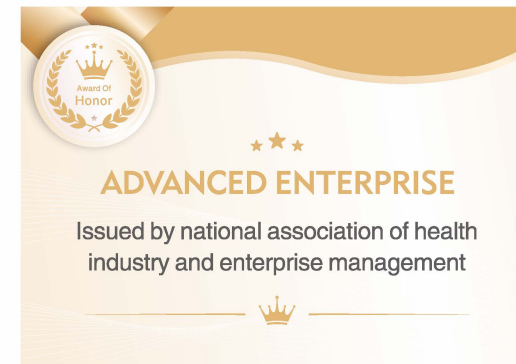 Award Of
Honor
ADVANCED ENTERPRISE
Issued by national association of health
industry and enterprise management